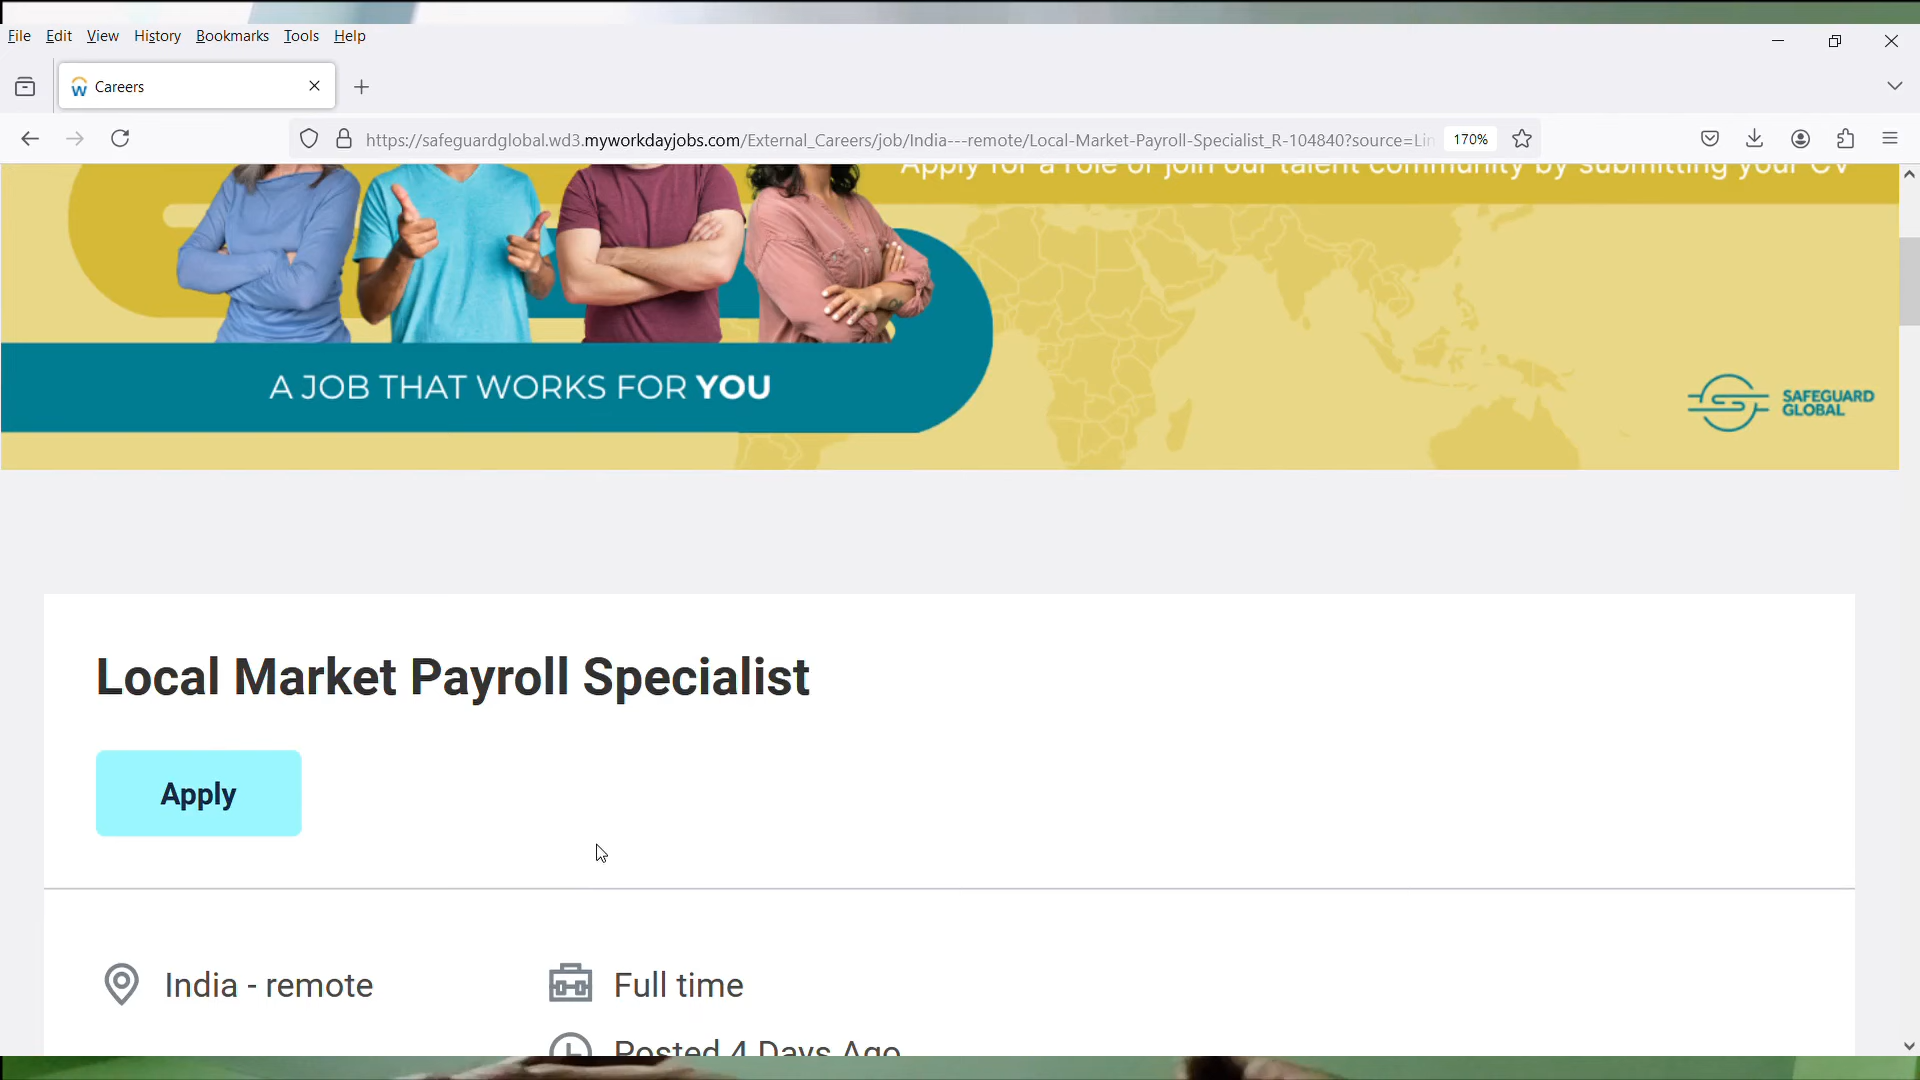 File Edit View History Bookmarks Tools Help
Careers
https://safeguardglobal.wd3.myworkdayjobs.com/External_Careers/job/India---remote/Local-Market-Payroll-Specialist_R-104840?source=Lin
170%
Apply for a role or join our talent community by submitting your CV
A JOB THAT WORKS FOR YOU
SAFEGUARD
GLOBAL
Local Market Payroll Specialist
Apply
India - remote
Full time
Posted 4 Days Ago